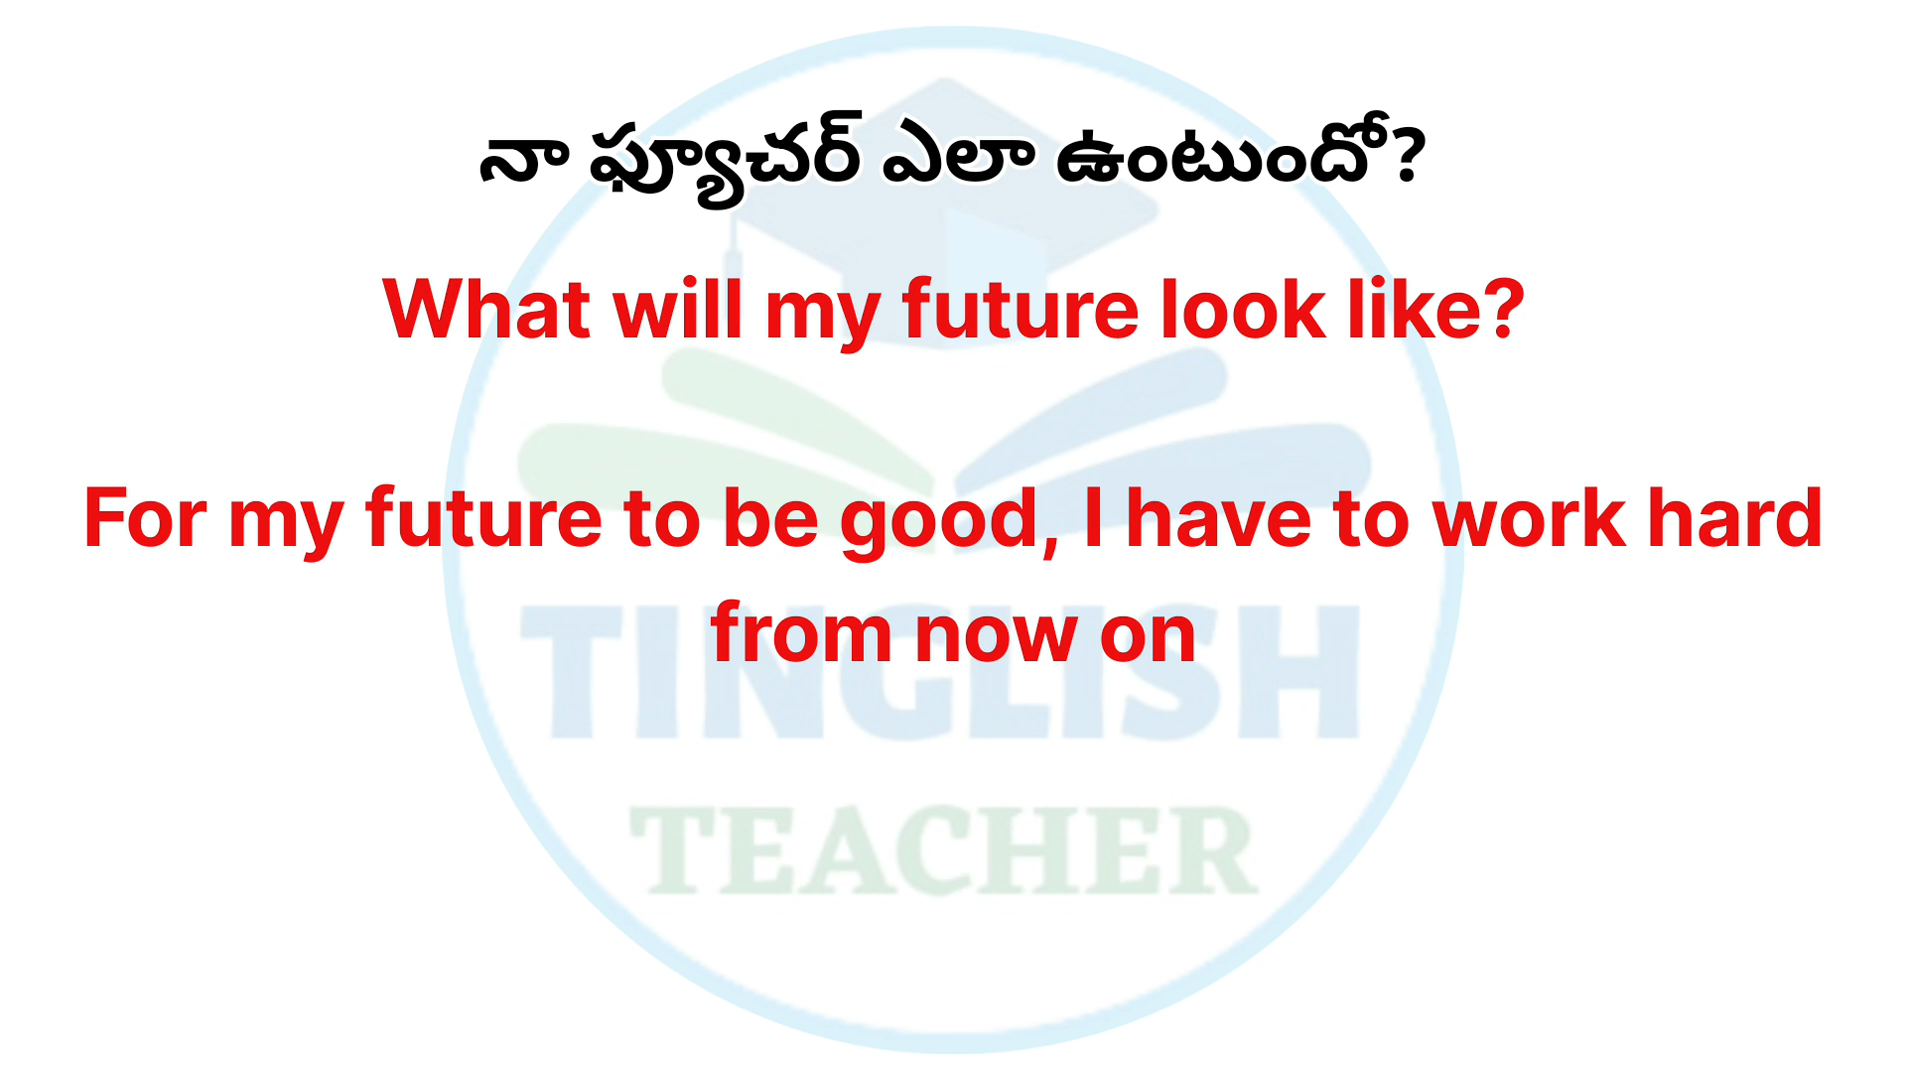 నా ఫ్యూచర్ ఎలా ఉంటుందో?
What will my future look like?
For my future to be good, I have to work hard
from now on
TINGLISH
TEACHER